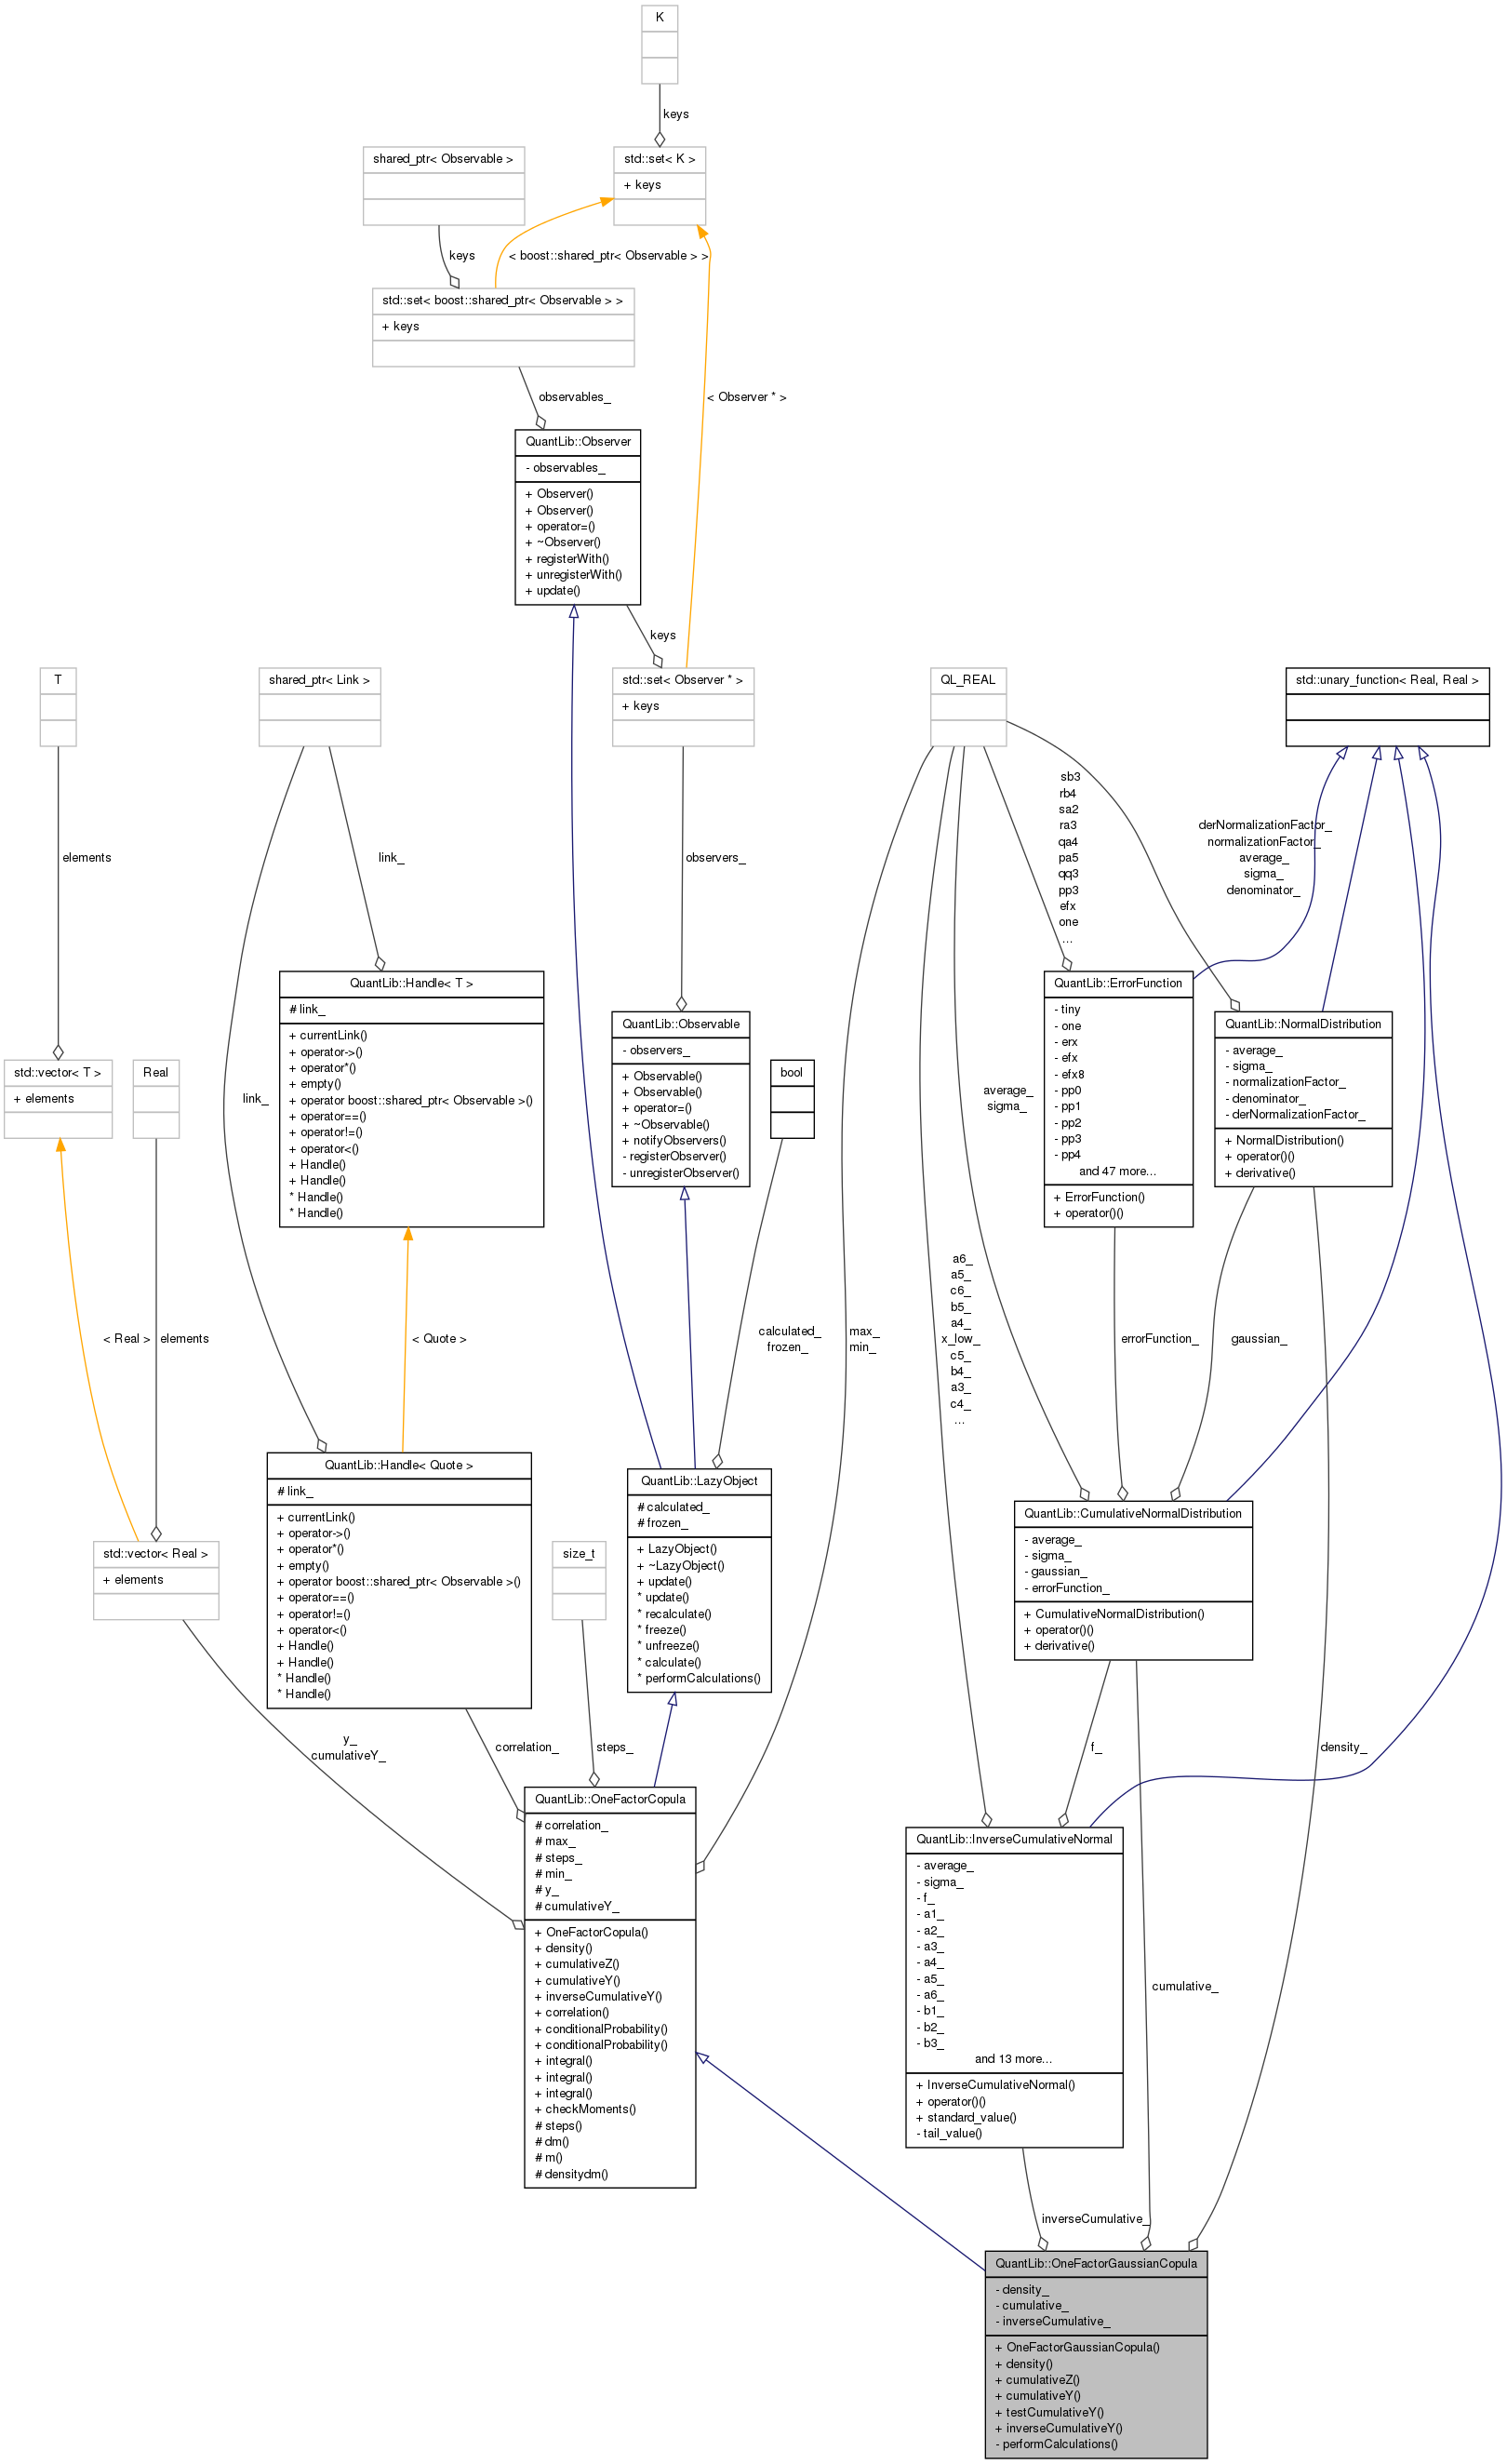 K
keys
shared_ptr< Observable >
std::set< K >
+ keys
keys
< boost::shared_ptr< Observable > >
std::set< boost::shared_ptr< Observable > >
+ keys
observables_
< Observer * >
QuantLib::Observer
- observables_
+ Observer()
+ Observer()
+ operator=()
+ ~Observer()
+ registerWith()
+ unregisterWith()
+ update()
keys
T
shared_ptr< Link >
std::set< Observer * >
+ keys
QL_REAL
std::unary_function< Real, Real >
elements
link_
observers_
sb3
rb4
sa2
ra3
qa4
pa5
qq3
pp3
efx
one
...
derNormalizationFactor_
normalizationFactor_
average_
sigma_
denominator_
QuantLib::Handle< T >
# link_
+ currentLink()
+ operator->()
+ operator*()
+ empty()
+ operator boost::shared_ptr< Observable >()
+ operator==()
+ operator!=()
+ operator<()
+ Handle()
+ Handle()
* Handle()
* Handle()
QuantLib::Observable
- observers_
+ Observable()
+ Observable()
+ operator=()
+ ~Observable()
+ notifyObservers()
- registerObserver()
- unregisterObserver()
QuantLib::ErrorFunction
- tiny
- one
- erx
- efx
- efx8
- pp0
- pp1
- pp2
- pp3
- pp4
and 47 more...
+ ErrorFunction()
+ operator()()
QuantLib::NormalDistribution
- average_
- sigma_
- normalizationFactor_
- denominator_
- derNormalizationFactor_
+ NormalDistribution()
+ operator()()
+ derivative()
std::vector< T >
+ elements
Real
bool
link_
average_
sigma_
< Real >
elements
< Quote >
calculated_
frozen_
max_
min_
a6_
a5_
c6_
b5_
a4_
x_low_
c5_
b4_
a3_
c4_
...
errorFunction_
gaussian_
QuantLib::Handle< Quote >
# link_
+ currentLink()
+ operator->()
+ operator*()
+ empty()
+ operator boost::shared_ptr< Observable >()
+ operator==()
+ operator!=()
+ operator<()
+ Handle()
+ Handle()
* Handle()
* Handle()
QuantLib::LazyObject
# calculated_
# frozen_
+ LazyObject()
+ ~LazyObject()
+ update()
* update()
* recalculate()
* freeze()
* unfreeze()
* calculate()
* performCalculations()
QuantLib::CumulativeNormalDistribution
- average_
- sigma_
- gaussian_
- errorFunction_
+ CumulativeNormalDistribution()
+ operator()()
+ derivative()
std::vector< Real >
+ elements
size_t
y_
cumulativeY_
correlation_
steps_
f_
density_
QuantLib::OneFactorCopula
# correlation_
# max_
# steps_
# min_
# y_
# cumulativeY_
+ OneFactorCopula()
+ density()
+ cumulativeZ()
+ cumulativeY()
+ inverseCumulativeY()
+ correlation()
+ conditionalProbability()
+ conditionalProbability()
+ integral()
+ integral()
+ integral()
+ checkMoments()
# steps()
# dm()
# m()
# densitydm()
QuantLib::InverseCumulativeNormal
- average_
- sigma_
- f_
- a1_
- a2_
- a3_
- a4_
- a5_
- a6_
- b1_
- b2_
- b3_
and 13 more...
+ InverseCumulativeNormal()
+ operator()()
+ standard_value()
- tail_value()
cumulative_
inverseCumulative_
QuantLib::OneFactorGaussianCopula
- density_
- cumulative_
- inverseCumulative_
+ OneFactorGaussianCopula()
+ density()
+ cumulativeZ()
+ cumulativeY()
+ testCumulativeY()
+ inverseCumulativeY()
- performCalculations()